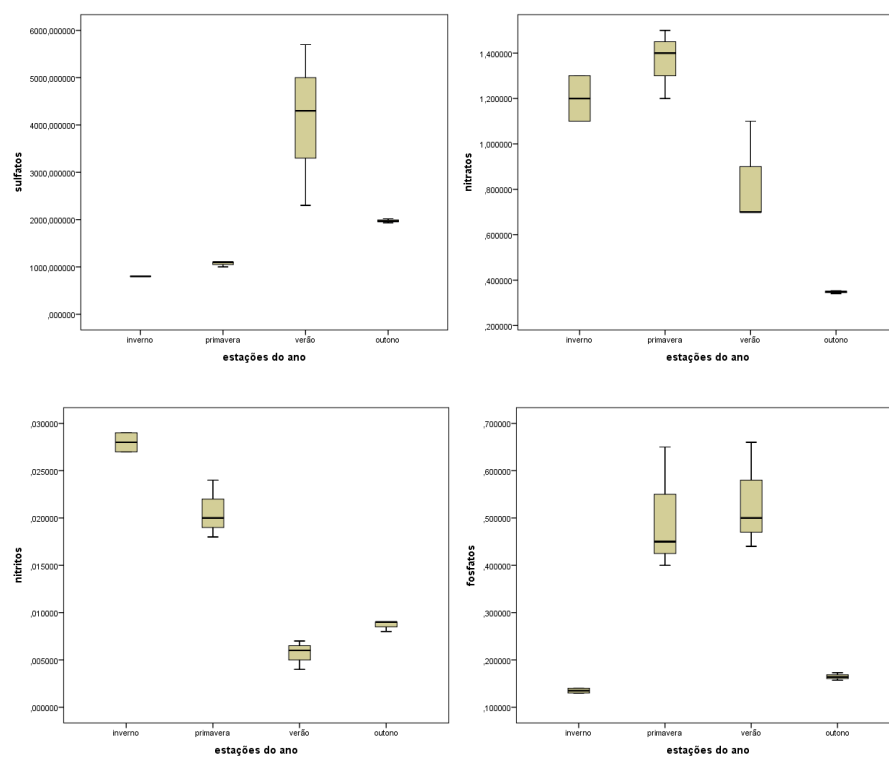 6000,000000
5000,000000
4000,000000
3000,000000
2000,000000
1000,000000
,000000
sulfatos
inverno primavera verão outono
estações do ano
1,400000
1,200000
1,000000
,800000
,600000
,400000
,200000
nitratos
inverno primavera verão outono
estações do ano
,030000
,025000
,020000
,015000
,010000
,005000
,000000
nitritos
inverno primavera verão outono
estações do ano
,700000
,600000
,500000
,400000
,300000
,200000
,100000
fosfatos
inverno primavera verão outono
estações do ano